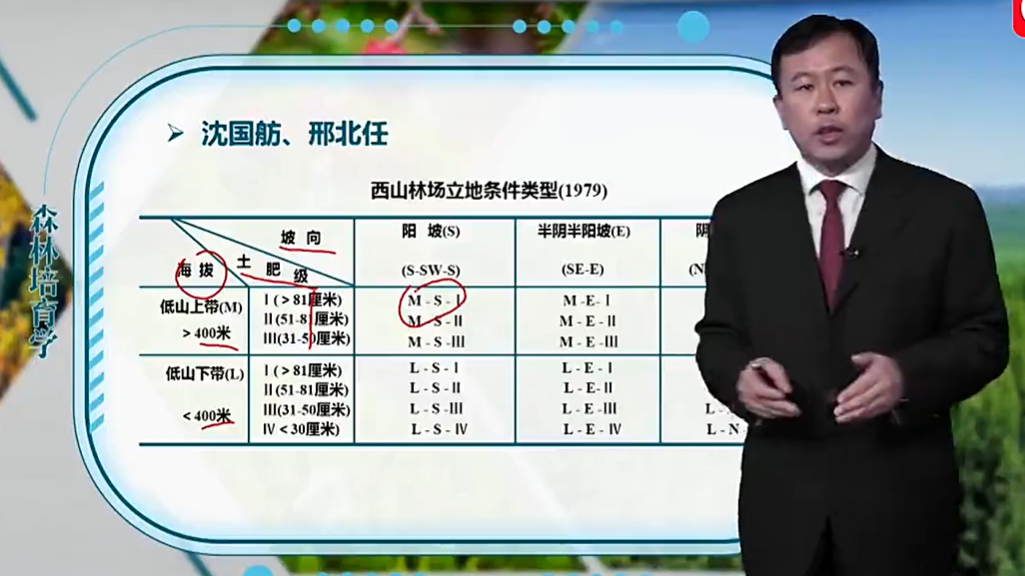 森林培育学
➢ 沈国舫、邢北任
西山林场立地条件类型(1979)
坡 向
海 拔
土 肥 级
阳 坡(S)
(S-SW-S)
半阴半阳坡(E)
(SE-E)
阴
(N
低山上带(M)
>400米
Ⅰ(>81厘米)
Ⅱ(51-81厘米)
Ⅲ(31-50厘米)
M - S - Ⅰ
M - S - Ⅱ
M - S - Ⅲ
M - E - Ⅰ
M - E - Ⅱ
M - E - Ⅲ
低山下带(L)
<400米
Ⅰ(>81厘米)
Ⅱ(51-81厘米)
Ⅲ(31-50厘米)
Ⅳ<30厘米)
L - S - Ⅰ
L - S - Ⅱ
L - S -Ⅲ
L - S - Ⅳ
L - E - Ⅰ
L - E- Ⅱ
L - E -Ⅲ
L - E - Ⅳ
L -
L - N